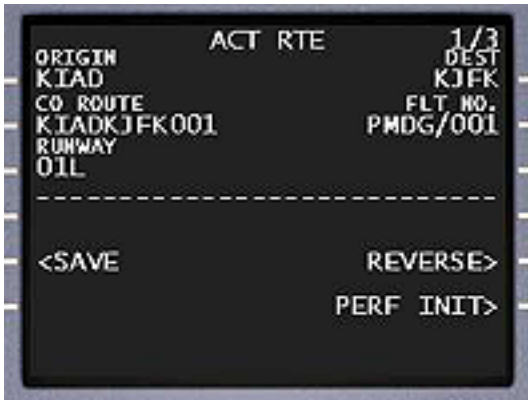 ACT RTE 1/3
ORIGIN DEST
KIAD KJFK
CO ROUTE FLT NO.
KIADKJFK001 PMDG/001
RUNWAY
01L
----------------------------
<SAVE REVERSE>
PERF INIT>